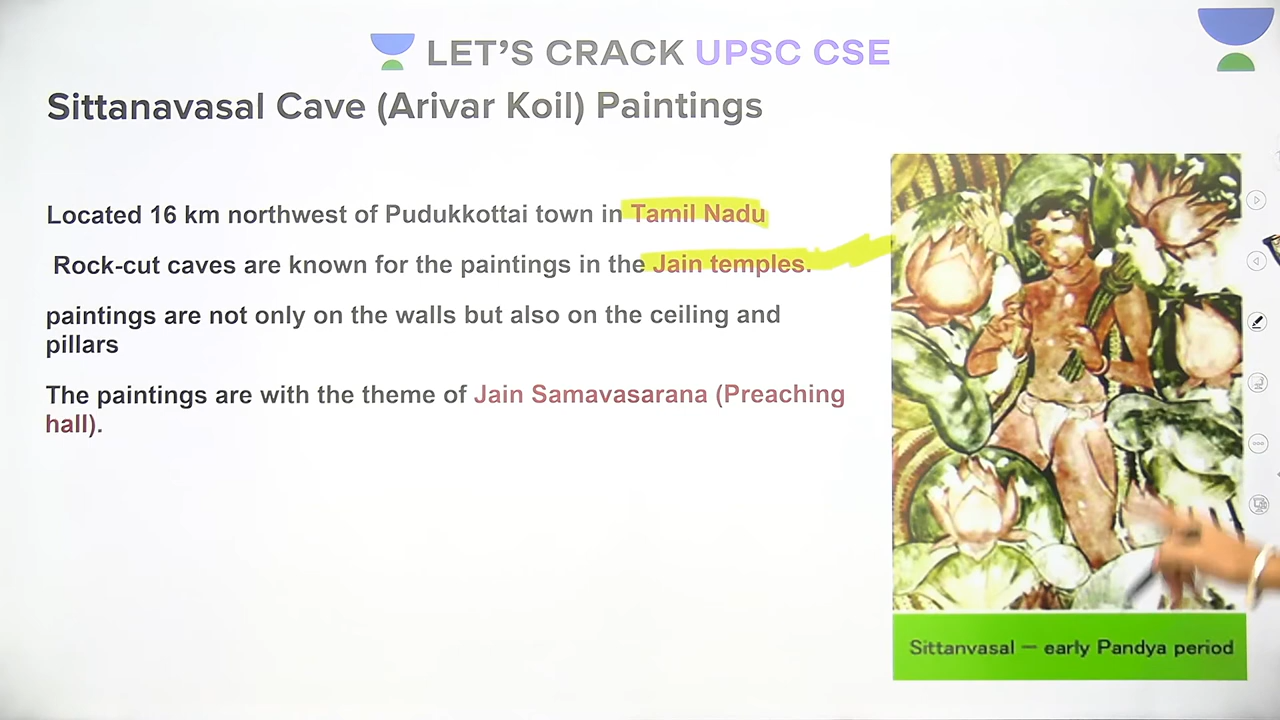 LET'S CRACK UPSC CSE
Sittanavasal Cave (Arivar Koil) Paintings
Located 16 km northwest of Pudukkottai town in Tamil Nadu
Rock-cut caves are known for the paintings in the Jain temples.
paintings are not only on the walls but also on the ceiling and
pillars
The paintings are with the theme of Jain Samavasarana (Preaching
hall).
Sittanvasal – early Pandya period